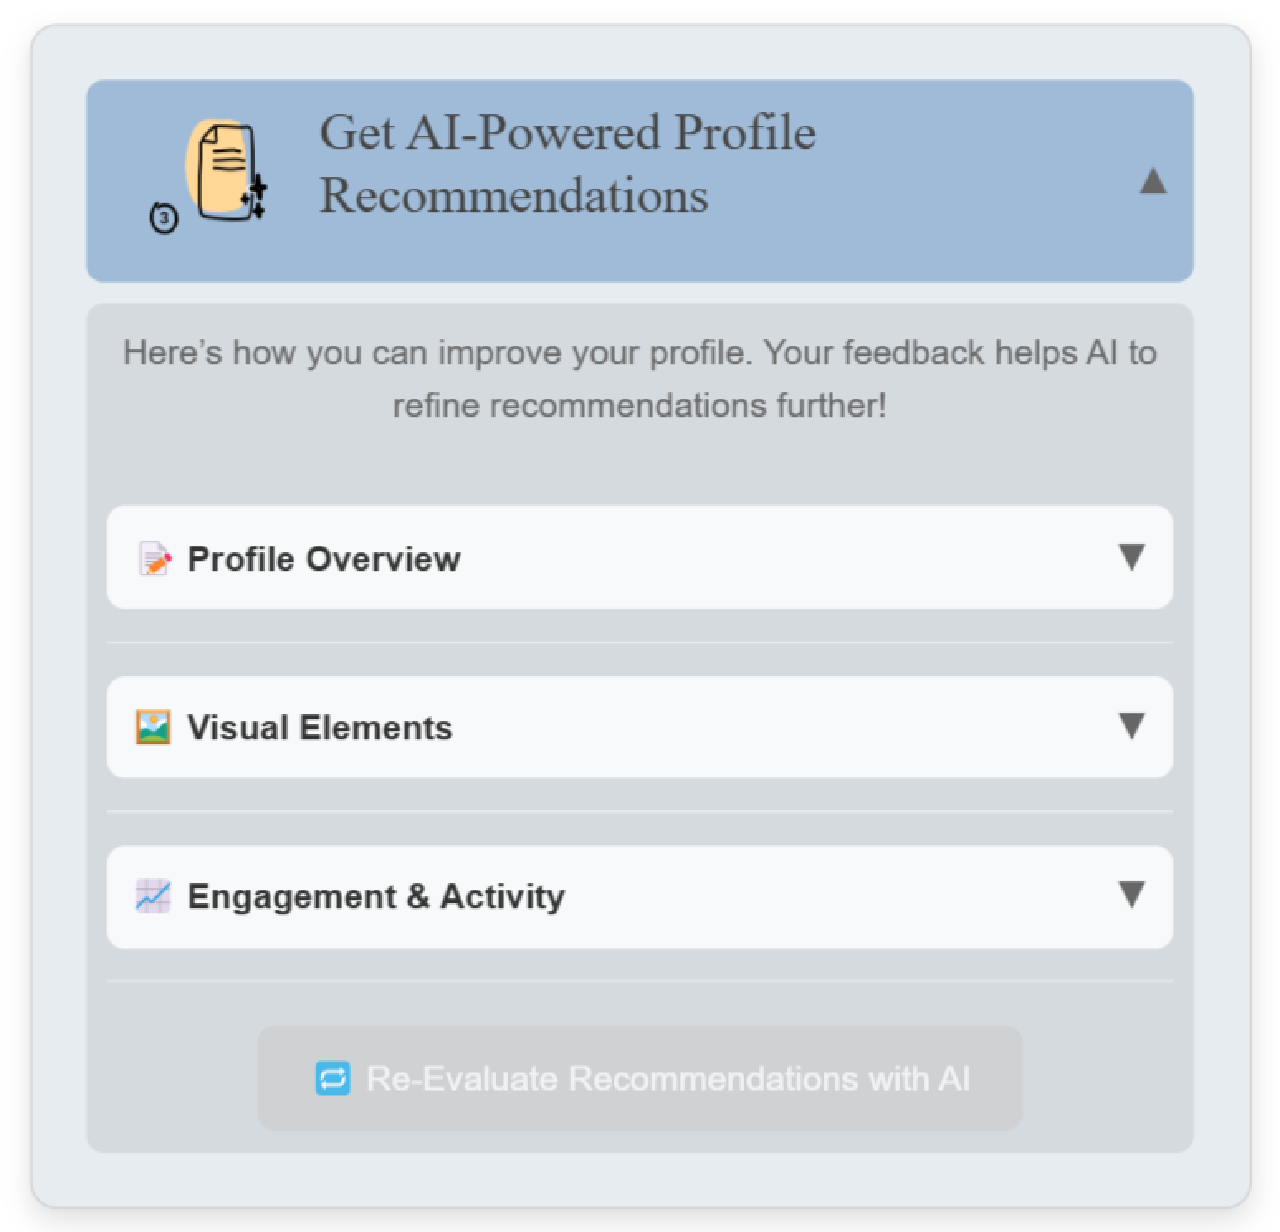 Get AI-Powered Profile
Recommendations
3
Here’s how you can improve your profile. Your feedback helps AI to
refine recommendations further!
Profile Overview
Visual Elements
Engagement & Activity
Re-Evaluate Recommendations with AI